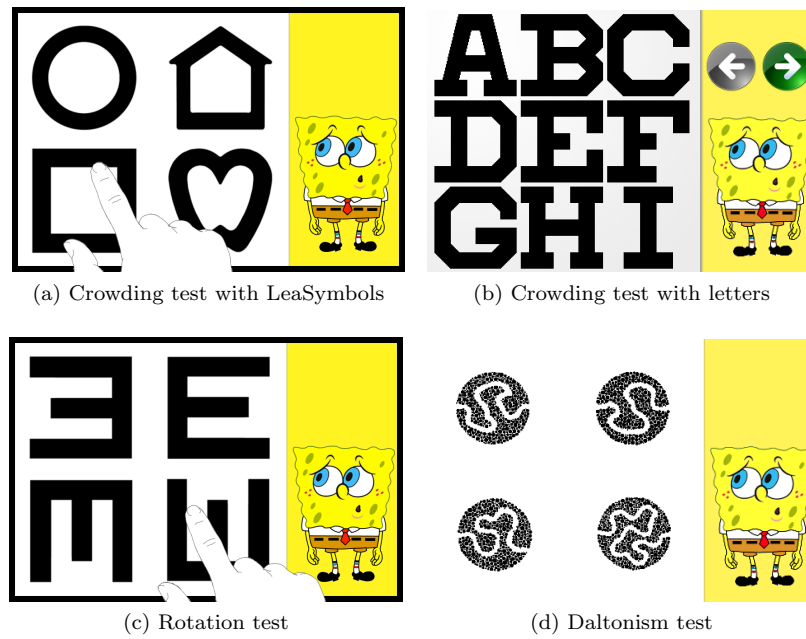 ABC
DEF
GHI
(a) Crowding test with LeaSymbols
(b) Crowding test with letters
E E
E E
(c) Rotation test
(d) Daltonism test